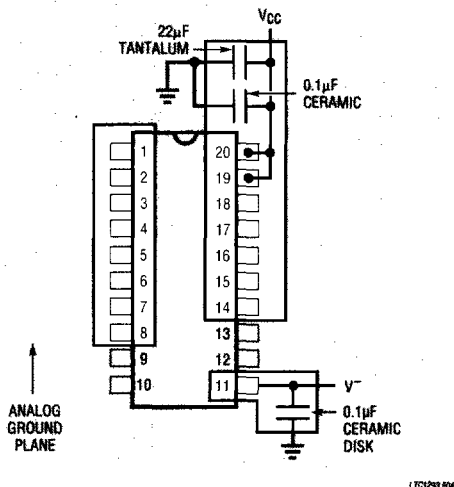 22µF
TANTALUM
VCC
0.1µF
CERAMIC
1
20
2
19
3
18
4
17
5
16
6
15
7
14
8
13
9
12
10
11
V−
ANALOG
GROUND
PLANE
0.1µF
CERAMIC
DISK